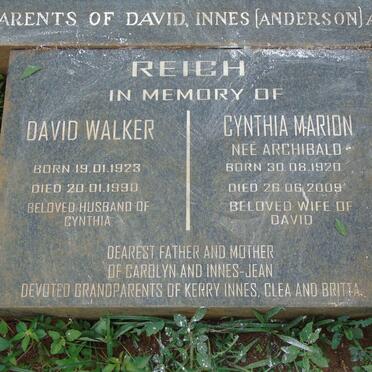 ARENTS OF DAVID, INNES (ANDERSON) A
REICH
IN MEMORY OF
DAVID WALKER
BORN 19.01.1923
DIED 20.01.1990
BELOVED HUSBAND OF
CYNTHIA
CYNTHIA MARION
NEÉ ARCHIBALD
BORN 30.08.1920
DIED 26.06.2009
BELOVED WIFE OF
DAVID
DEAREST FATHER AND MOTHER
OF CAROLYN AND INNES-JEAN
DEVOTED GRANDPARENTS OF KERRY INNES, CLEA AND BRITTA.